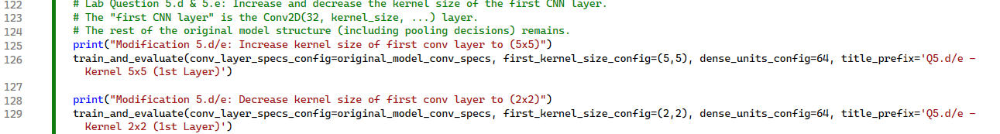 122 # Lab Question 5.d & 5.e: Increase and decrease the kernel size of the first CNN layer.
123 # The "first CNN layer" is the Conv2D(32, kernel_size, ...) layer.
124 # The rest of the original model structure (including pooling decisions) remains.
125 print("Modification 5.d/e: Increase kernel size of first conv layer to (5x5)")
126 train_and_evaluate(conv_layer_specs_config=original_model_conv_specs, first_kernel_size_config=(5,5), dense_units_config=64, title_prefix='Q5.d/e –
Kernel 5x5 (1st Layer)')
127
128 print("Modification 5.d/e: Decrease kernel size of first conv layer to (2x2)")
129 train_and_evaluate(conv_layer_specs_config=original_model_conv_specs, first_kernel_size_config=(2,2), dense_units_config=64, title_prefix='Q5.d/e –
Kernel 2x2 (1st Layer)')